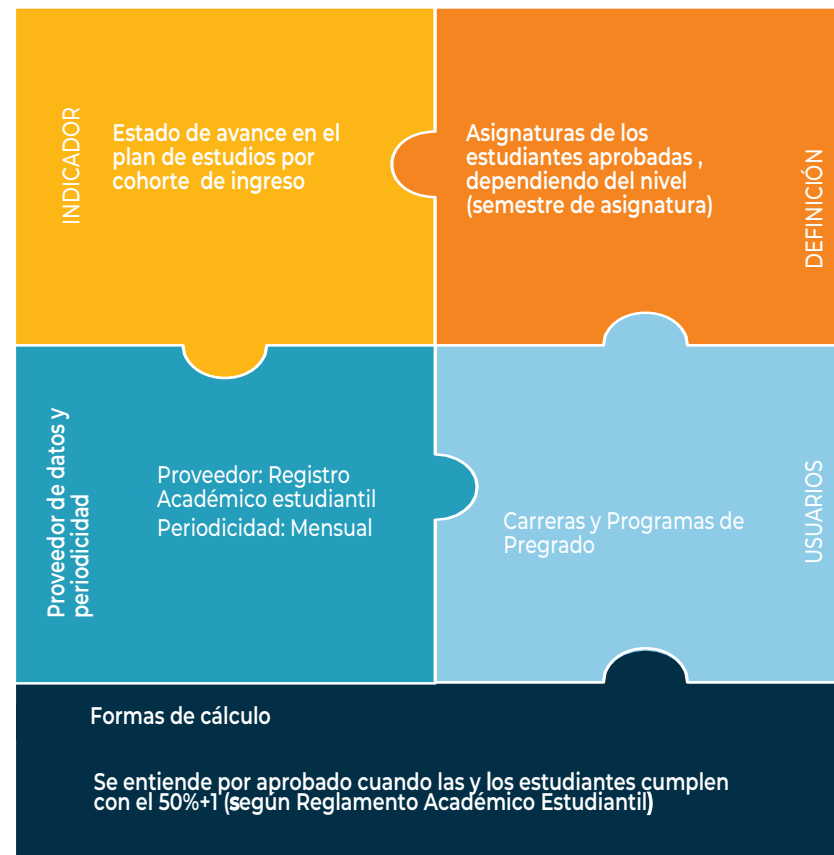 INDICADOR
Estado de avance en el
plan de estudios por
cohorte de ingreso
Asignaturas de los
estudiantes aprobadas ,
dependiendo del nivel
(semestre de asignatura)
DEFINICIÓN
Proveedor de datos y
periodicidad
Proveedor: Registro
Académico estudiantil
Periodicidad: Mensual
Carreras y Programas de
Pregrado
USUARIOS
Formas de cálculo
Se entiende por aprobado cuando las y los estudiantes cumplen
con el 50%+1 (según Reglamento Académico Estudiantil)